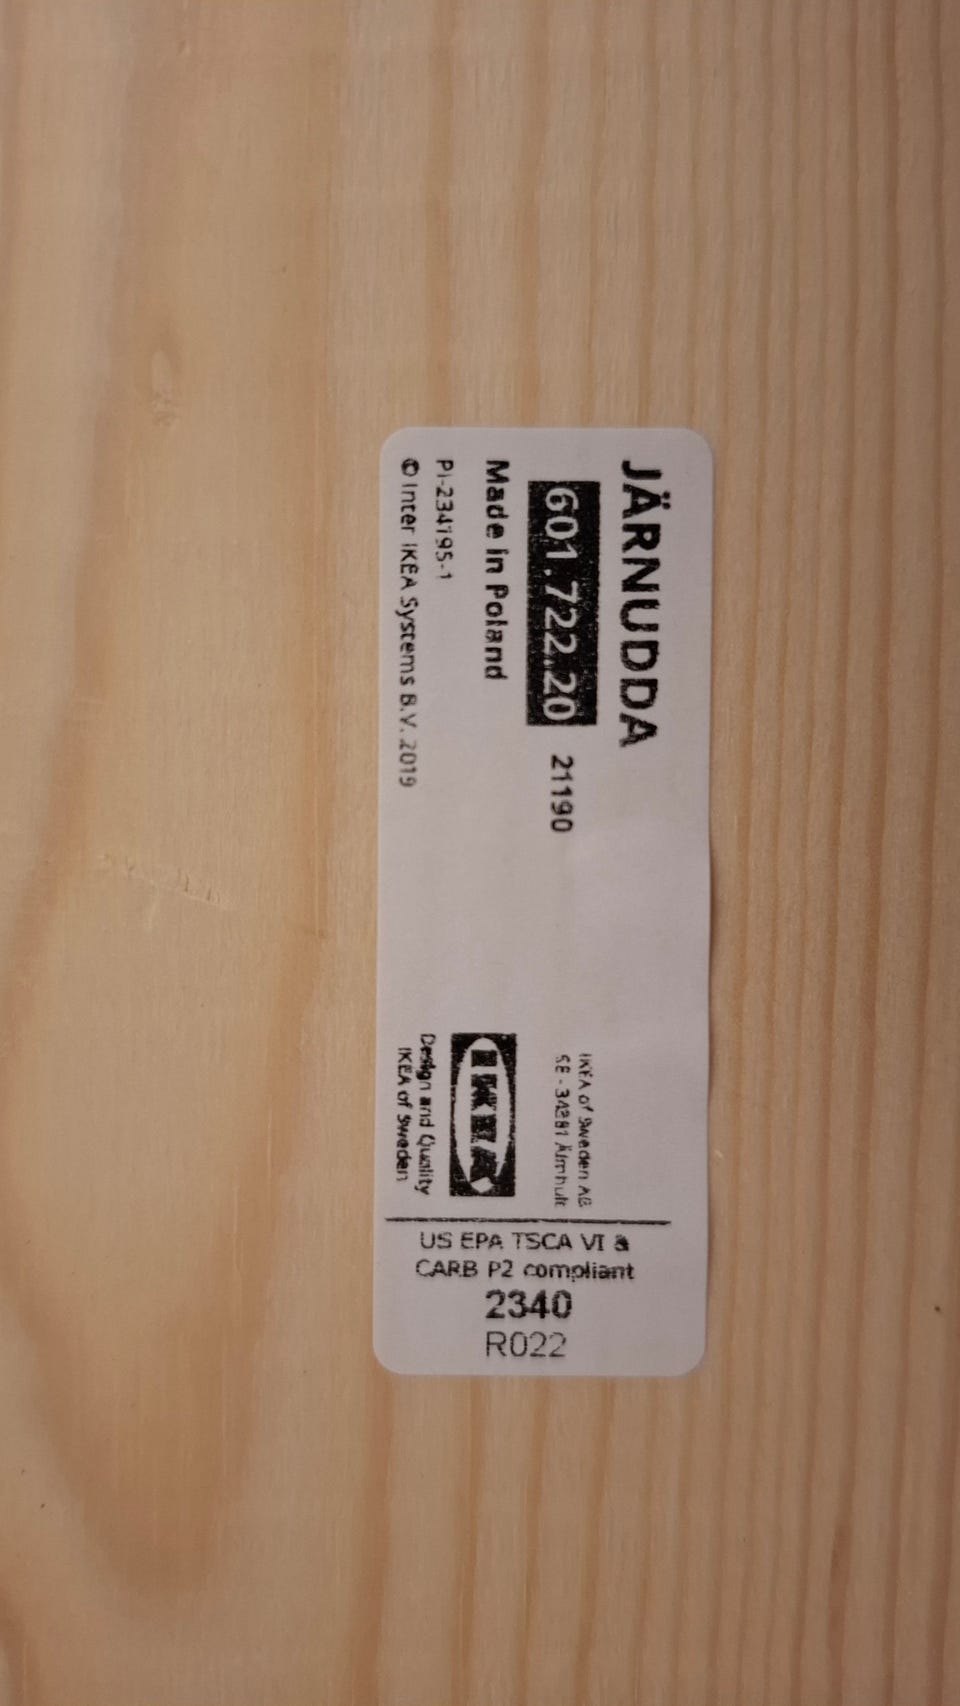 JÄRNUDDA
601.722.20 21190
Made in Poland
PI-234195-1
© Inter IKEA Systems B.V. 2019
IKEA of Sweden AB
SE - 34381 Älmhult
IKEA
Design and Quality
IKEA of Sweden
US EPA TSCA VI &
CARB P2 compliant
2340
R022